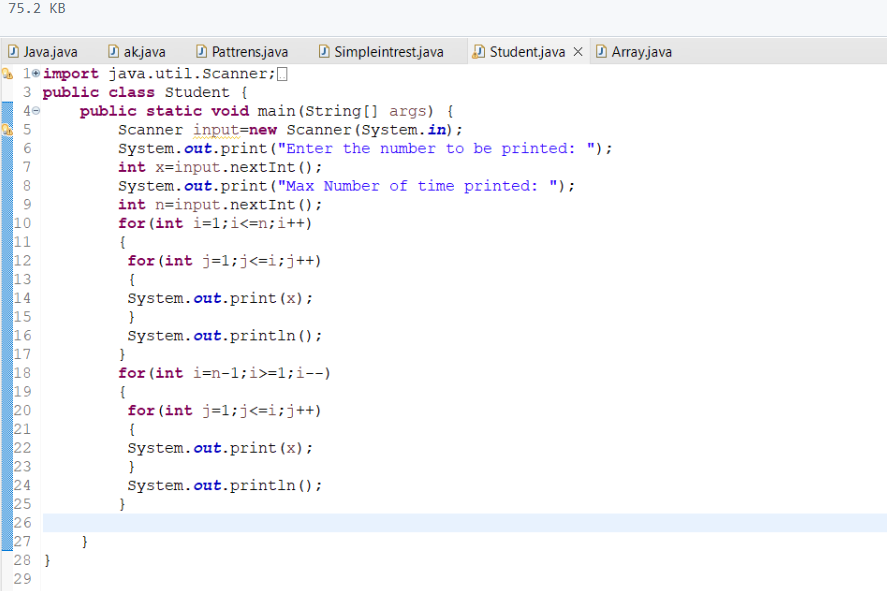 75.2 KB
Java.java ak.java Pattrens.java Simpleintrest.java Student.java Array.java
1 import java.util.Scanner;
3 public class Student {
4     public static void main(String[] args) {
5         Scanner input=new Scanner(System.in);
6         System.out.print("Enter the number to be printed: ");
7         int x=input.nextInt();
8         System.out.print("Max Number of time printed: ");
9         int n=input.nextInt();
10         for(int i=1;i<=n;i++)
11         {
12          for(int j=1;j<=i;j++)
13          {
14          System.out.print(x);
15          }
16          System.out.println();
17         }
18         for(int i=n-1;i>=1;i--)
19         {
20          for(int j=1;j<=i;j++)
21          {
22          System.out.print(x);
23          }
24          System.out.println();
25         }
26
27     }
28 }
29